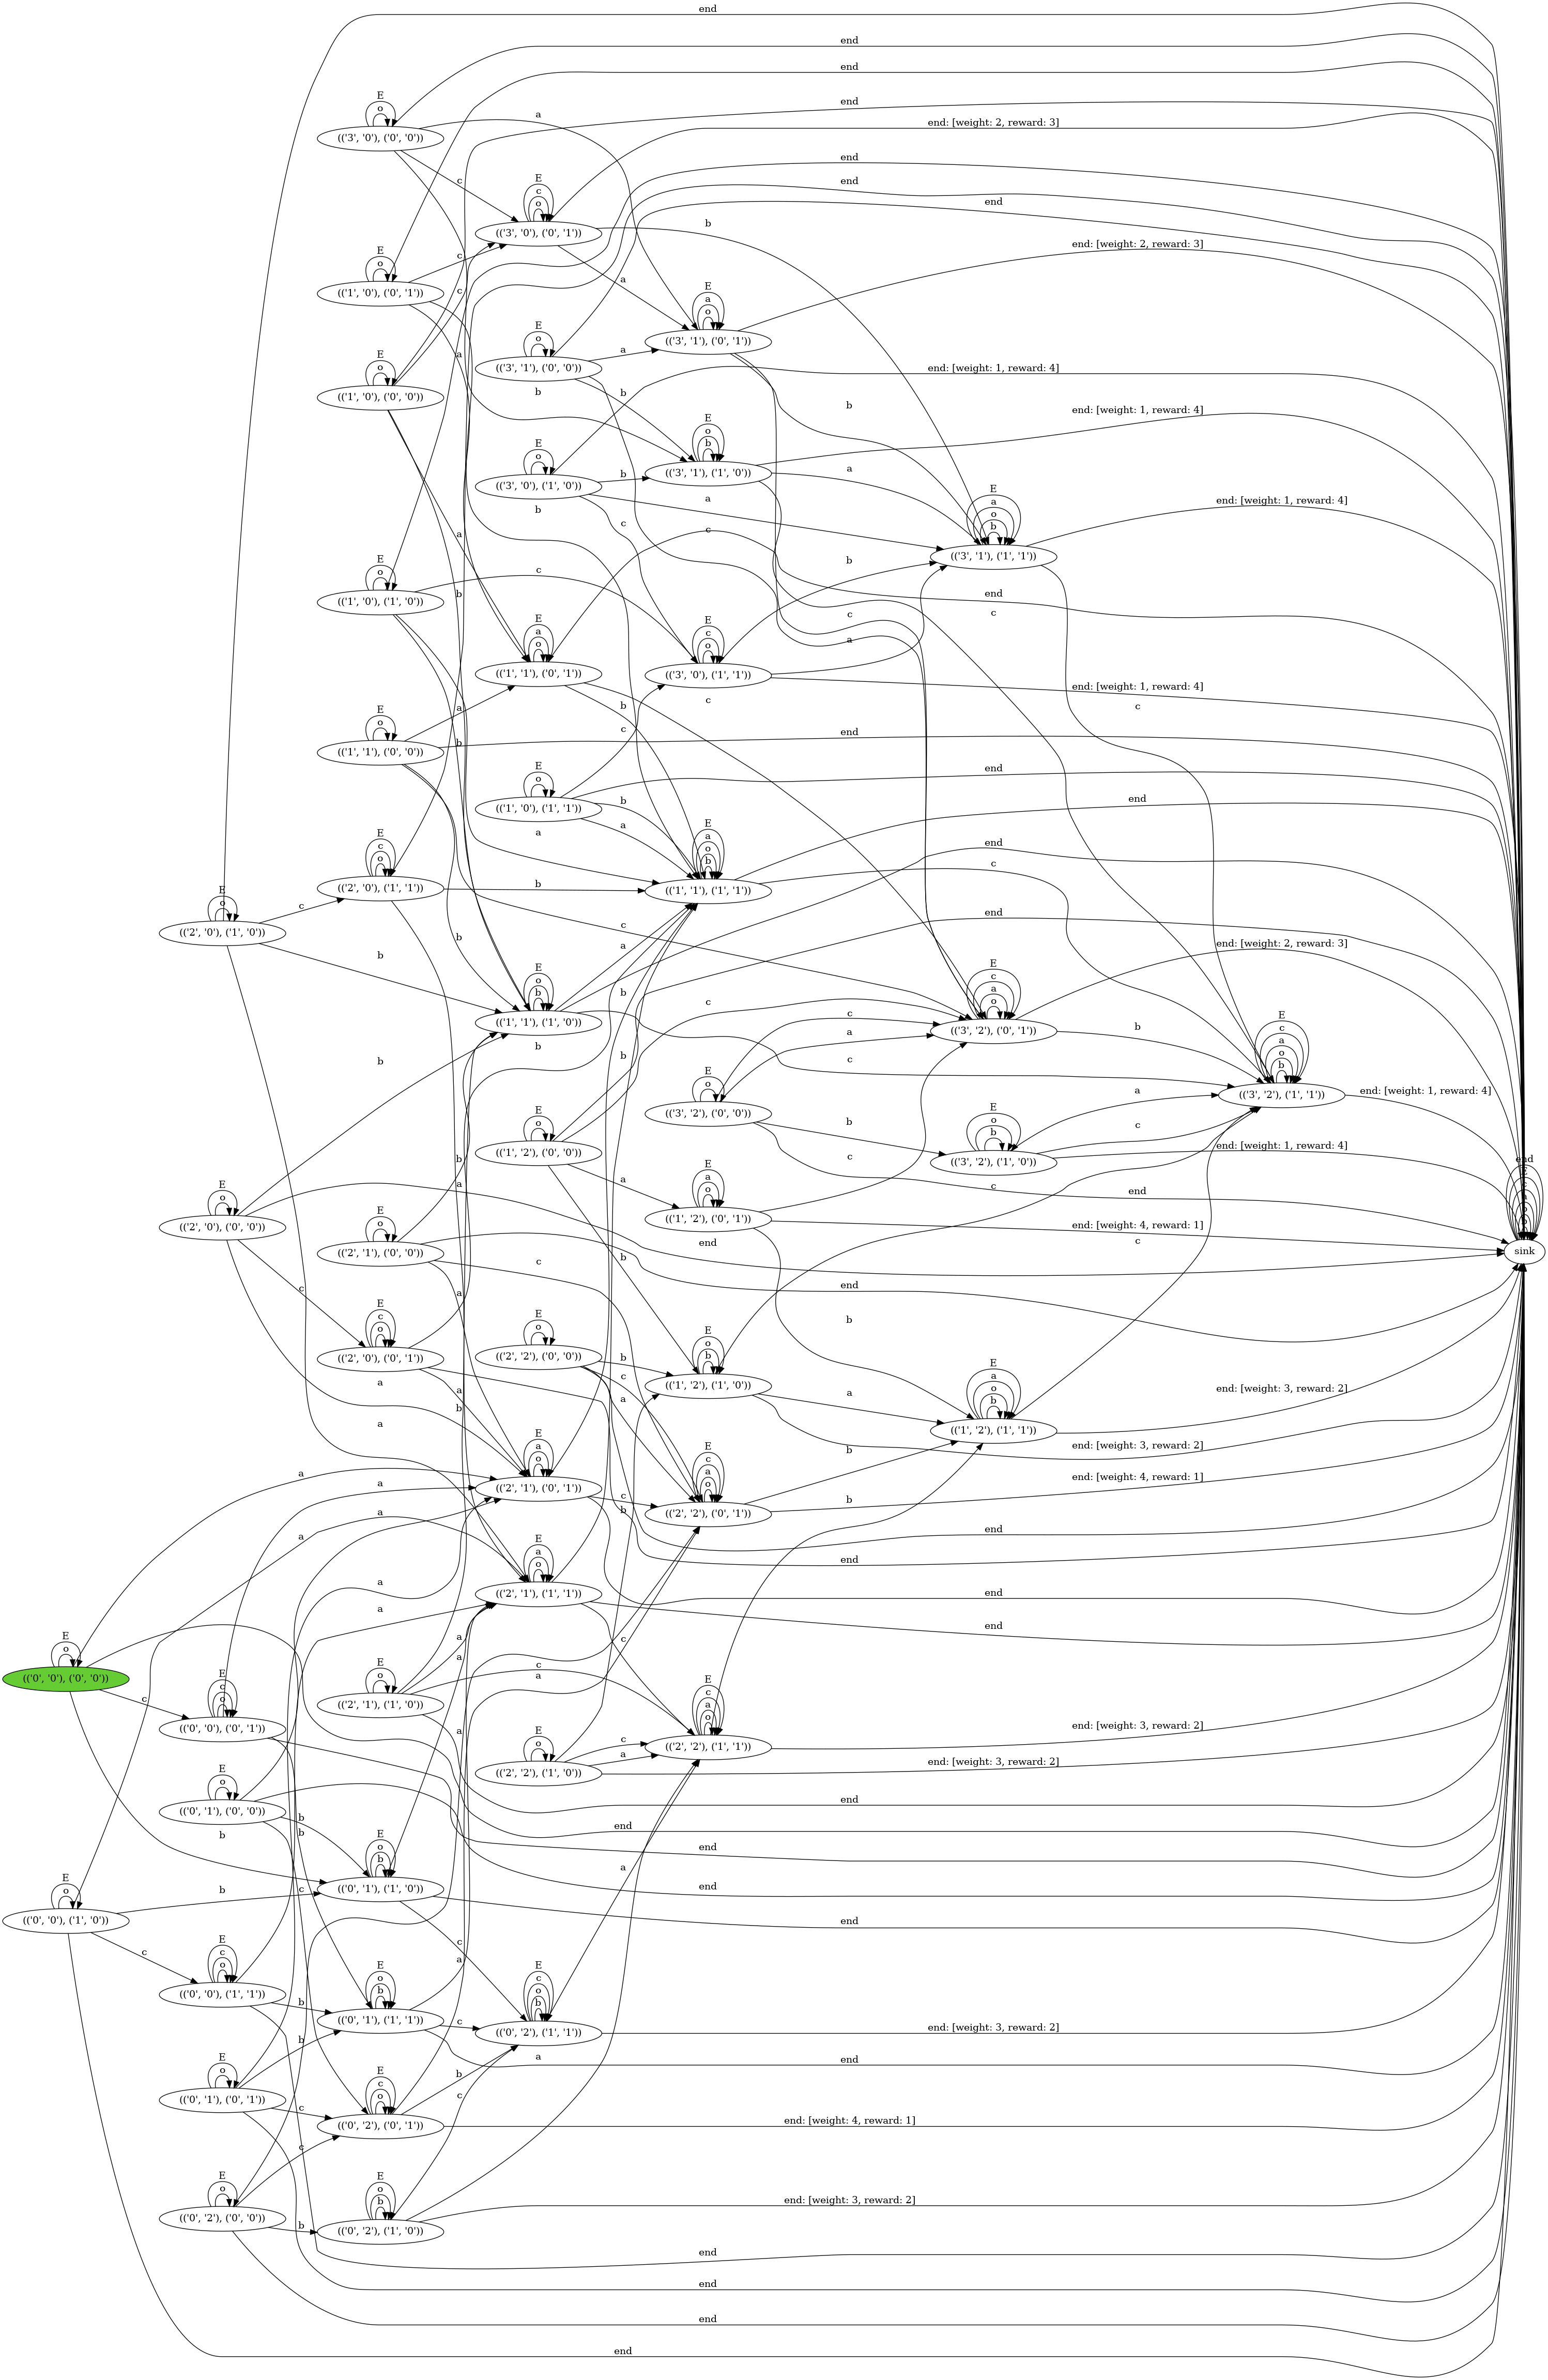 end
end
end
E
o
(('3', '0'), ('0', '0'))
end
a
end: [weight: 2, reward: 3]
end
E
c
o
(('3', '0'), ('0', '1'))
c
end
end
b
end: [weight: 2, reward: 3]
E
o
(('1', '0'), ('0', '1'))
c
c
a
E
a
o
(('3', '1'), ('0', '1'))
E
o
(('3', '1'), ('0', '0'))
a
a
end: [weight: 1, reward: 4]
E
o
(('1', '0'), ('0', '0'))
b
b
b
end: [weight: 1, reward: 4]
E
o
b
(('3', '1'), ('1', '0'))
E
o
(('3', '0'), ('1', '0'))
b
a
a
E
a
o
b
(('3', '1'), ('1', '1'))
end: [weight: 1, reward: 4]
b
c
a
c
b
E
o
(('1', '0'), ('1', '0'))
c
b
end
c
c
a
E
a
o
(('1', '1'), ('0', '1'))
E
c
o
(('3', '0'), ('1', '1'))
end: [weight: 1, reward: 4]
c
c
E
o
(('1', '1'), ('0', '0'))
a
b
c
end
b
end
E
o
(('1', '0'), ('1', '1'))
b
a
a
end
E
a
o
b
(('1', '1'), ('1', '1'))
end
c
E
c
o
(('2', '0'), ('1', '1'))
b
E
o
(('2', '0'), ('1', '0'))
c
b
b
c
a
end
end: [weight: 2, reward: 3]
E
o
b
(('1', '1'), ('1', '0'))
b
b
c
E
c
a
o
(('3', '2'), ('0', '1'))
b
E
c
a
o
b
(('3', '2'), ('1', '1'))
end: [weight: 1, reward: 4]
b
b
c
a
c
E
o
(('3', '2'), ('0', '0'))
a
E
o
(('1', '2'), ('0', '0'))
b
c
E
o
b
(('3', '2'), ('1', '0'))
c
end: [weight: 1, reward: 4]
b
a
a
c
c
end
E
o
(('2', '0'), ('0', '0'))
E
a
o
(('1', '2'), ('0', '1'))
end: [weight: 4, reward: 1]
end
sink
E
o
(('2', '1'), ('0', '0'))
c
b
end
c
end
c
a
b
E
c
o
(('2', '0'), ('0', '1'))
E
o
(('2', '2'), ('0', '0'))
b
c
a
E
o
b
(('1', '2'), ('1', '0'))
a
end: [weight: 3, reward: 2]
a
a
b
a
E
a
o
b
(('1', '2'), ('1', '1'))
end: [weight: 3, reward: 2]
b
a
a
E
a
o
(('2', '1'), ('0', '1'))
c
E
c
a
o
(('2', '2'), ('0', '1'))
end: [weight: 4, reward: 1]
b
b
a
a
end
end
a
a
E
a
o
(('2', '1'), ('1', '1'))
end
end
c
E
o
(('0', '0'), ('0', '0'))
c
E
c
o
(('0', '0'), ('0', '1'))
E
o
(('2', '1'), ('1', '0'))
a
a
c
a
a
E
c
a
o
(('2', '2'), ('1', '1'))
end: [weight: 3, reward: 2]
E
o
(('2', '2'), ('1', '0'))
c
a
end: [weight: 3, reward: 2]
E
o
(('0', '1'), ('0', '0'))
b
b
b
end
end
end
end
a
E
o
b
(('0', '1'), ('1', '0'))
end
E
o
(('0', '0'), ('1', '0'))
b
c
c
c
a
E
c
o
(('0', '0'), ('1', '1'))
b
E
o
b
(('0', '1'), ('1', '1'))
c
E
c
o
b
(('0', '2'), ('1', '1'))
end: [weight: 3, reward: 2]
b
a
end
E
o
(('0', '1'), ('0', '1'))
c
E
c
o
(('0', '2'), ('0', '1'))
b
c
end: [weight: 4, reward: 1]
c
E
o
(('0', '2'), ('0', '0'))
b
E
o
b
(('0', '2'), ('1', '0'))
end: [weight: 3, reward: 2]
end
end
end
end